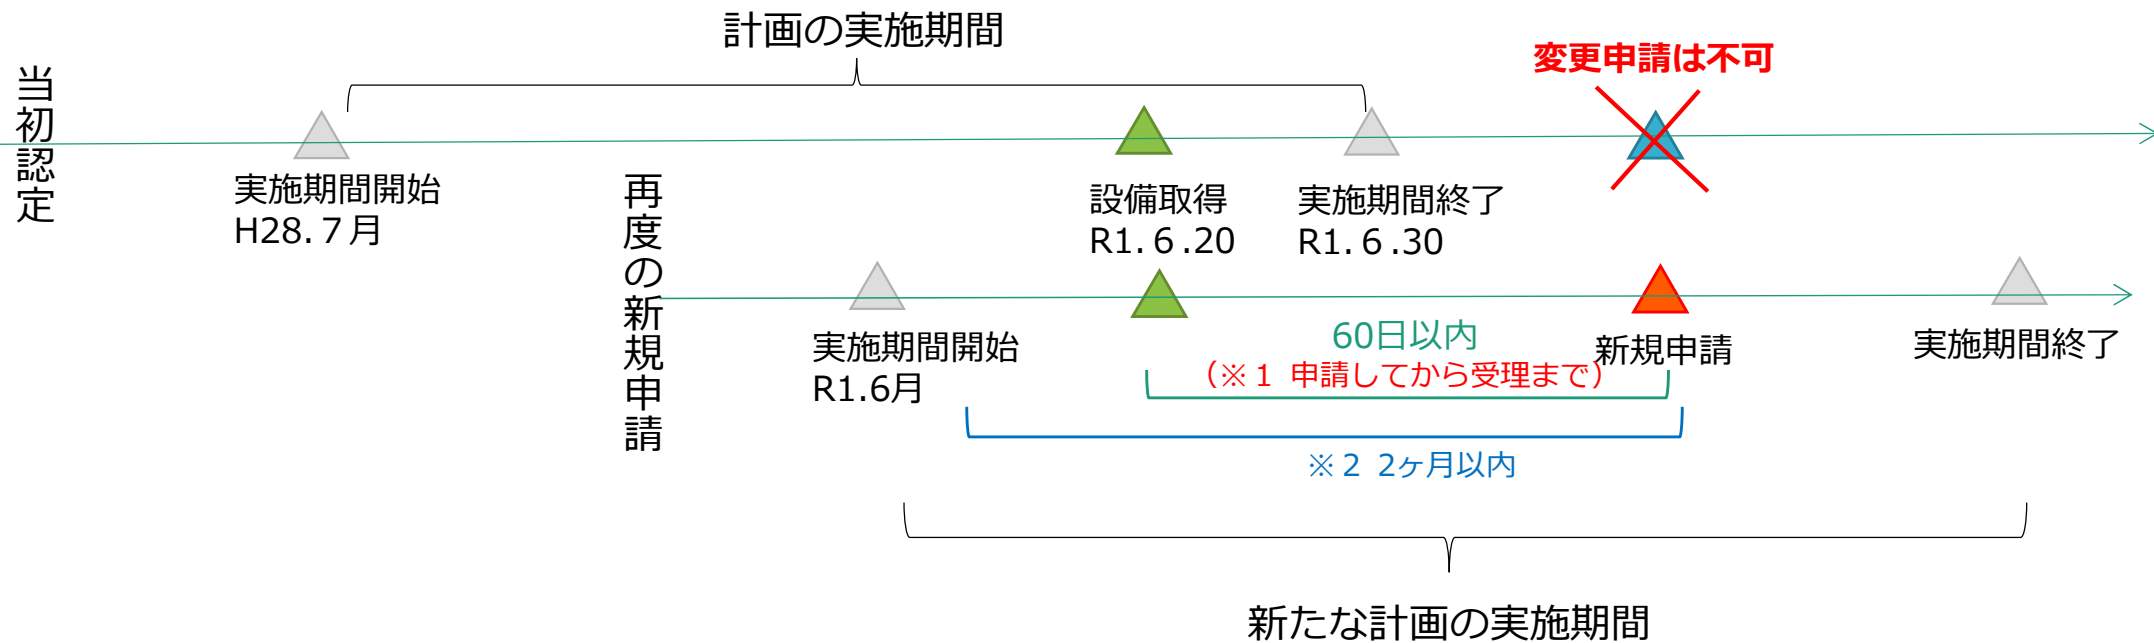 計画の実施期間
変更申請は不可
当初認定
実施期間開始
H28.７月
設備取得
R1.６.20
実施期間終了
R1.６.30
再度の新規申請
実施期間開始
R1.6月
60日以内
（※１ 申請してから受理まで）
新規申請
実施期間終了
※２ 2ヶ月以内
新たな計画の実施期間